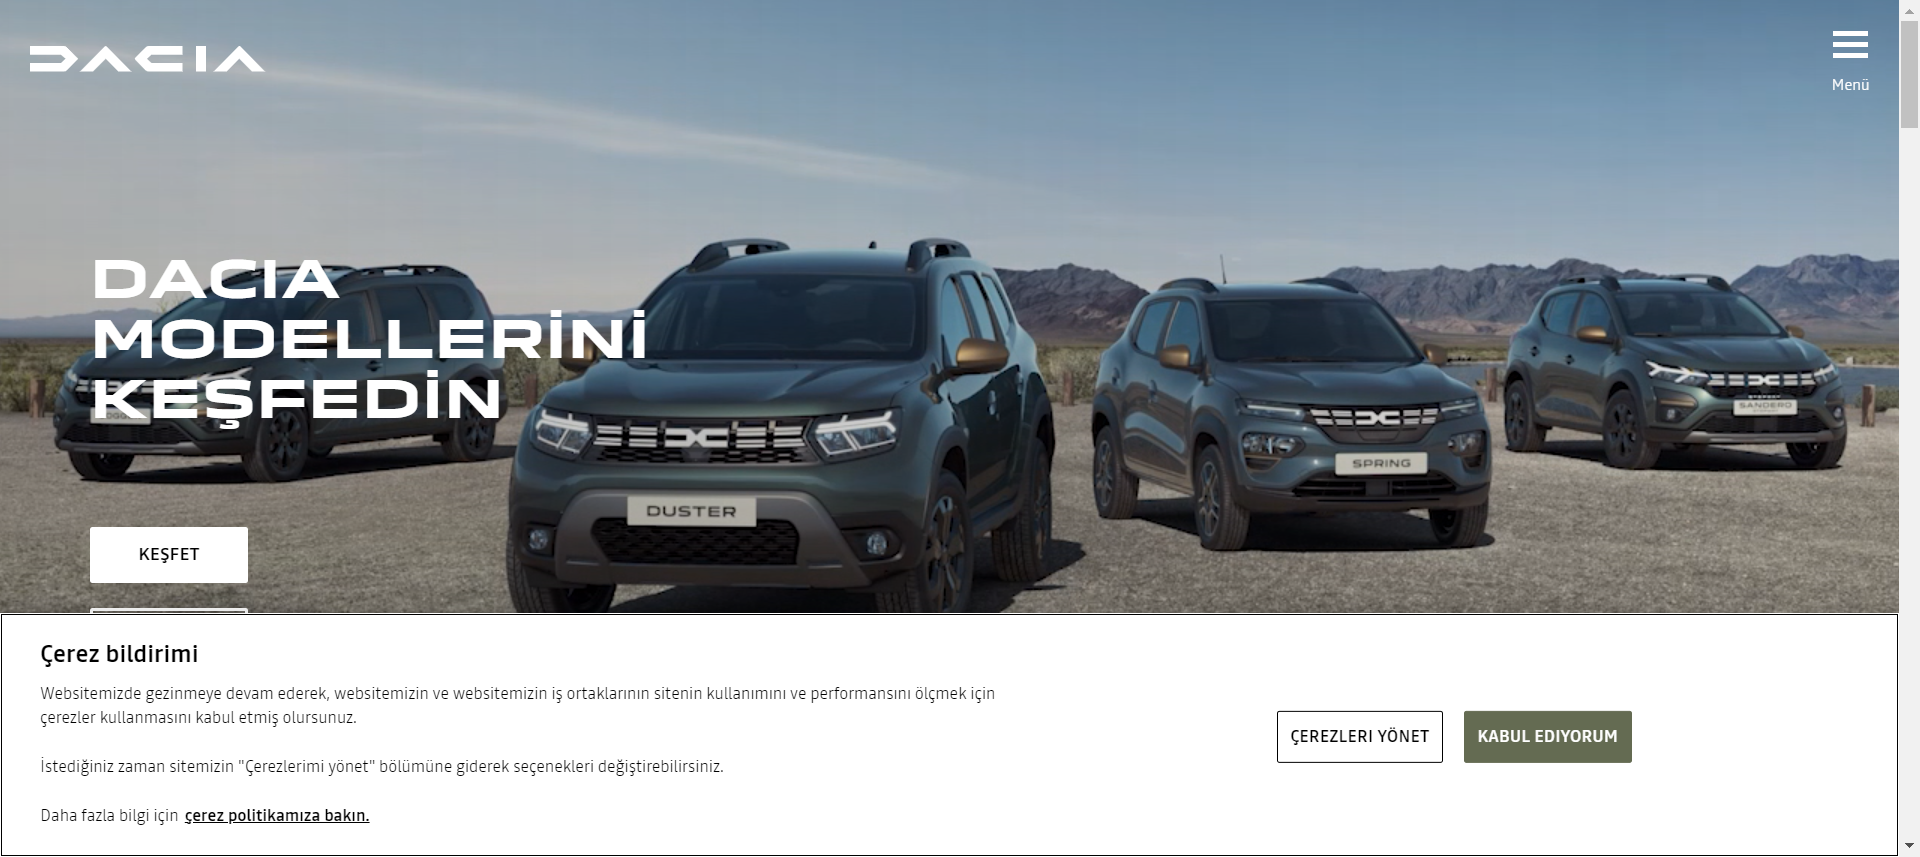 DACIA
Menü
DACIA
MODELLERİNİ
KEŞFEDİN
DUSTER
SPRING
SANDERO
KEŞFET
Çerez bildirimi
Websitemizde gezinmeye devam ederek, websitemizin ve websitemizin iş ortaklarının sitenin kullanımını ve performansını ölçmek için
çerezler kullanmasını kabul etmiş olursunuz.
İstediğiniz zaman sitemizin "Çerezlerimi yönet" bölümüne giderek seçenekleri değiştirebilirsiniz.
Daha fazla bilgi için çerez politikamıza bakın.
ÇEREZLERI YÖNET
KABUL EDIYORUM